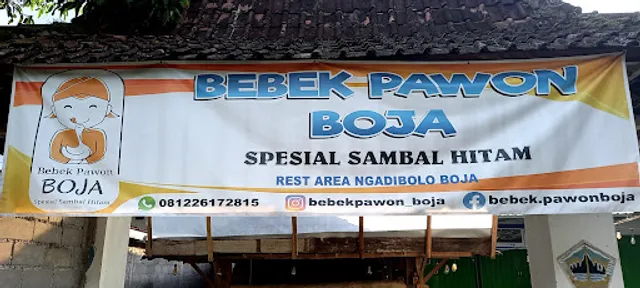 BEBEK PAWON
BOJA
SPESIAL SAMBAL HITAM
REST AREA NGADIBOLO BOJA
Bebek Pawon
BOJA
Spesial Sambal Hitam
081226172815
bebekpawon_boja
bebek.pawonboja